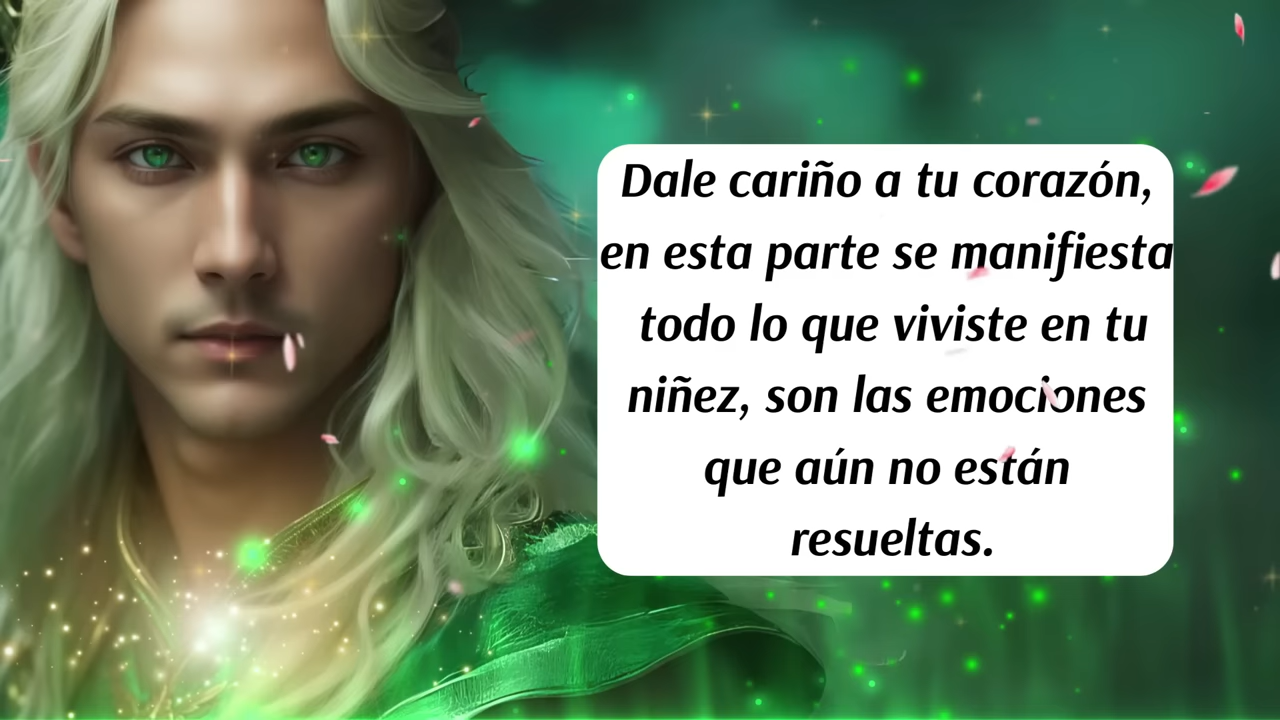 Dale cariño a tu corazón,
en esta parte se manifiesta
todo lo que viviste en tu
niñez, son las emociones
que aún no están
resueltas.